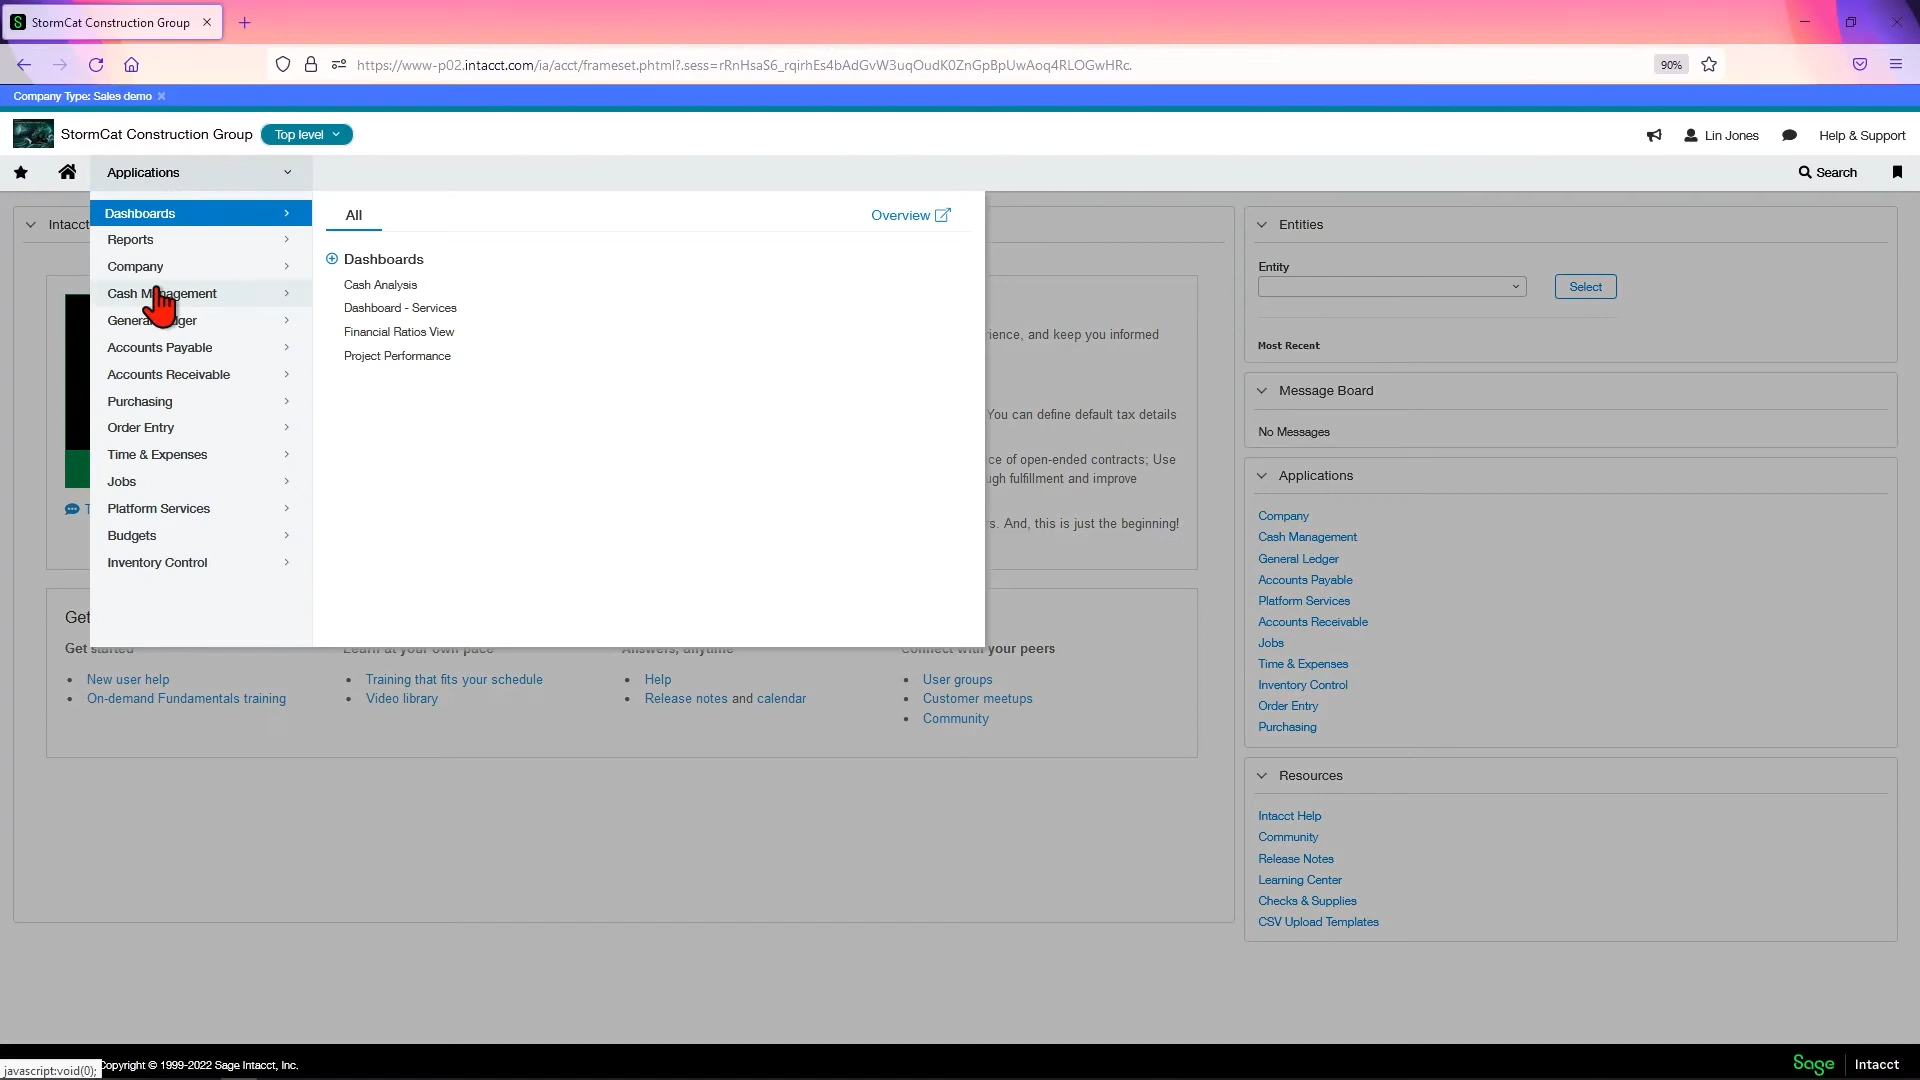 StormCat Construction Group
https://www-p02.intacct.com/ia/acct/frameset.phtml?.sess=rRnHsaS6_rqirhEs4bAdGvW3uqOudK0ZnGpBpUwAoq4RLOGwHRc.
90%
Company Type: Sales demo
StormCat Construction Group
Top level
Lin Jones
Help & Support
Applications
Search
Dashboards
Reports
Company
Cash Management
General
Accounts Payable
Accounts Receivable
Purchasing
Order Entry
Time & Expenses
Jobs
Platform Services
Budgets
Inventory Control
All
Overview
Dashboards
Cash Analysis
Dashboard - Services
Financial Ratios View
Project Performance
Intacct
ience, and keep you informed
You can define default tax details
ce of open-ended contracts; Use
ugh fulfillment and improve
s. And, this is just the beginning!
Get
Get started
New user help
On-demand Fundamentals training
Learn at your own pace
Training that fits your schedule
Video library
Answers, anytime
Help
Release notes and calendar
Connect with your peers
User groups
Customer meetups
Community
Entities
Entity
Select
Most Recent
Message Board
No Messages
Applications
Company
Cash Management
General Ledger
Accounts Payable
Platform Services
Accounts Receivable
Jobs
Time & Expenses
Inventory Control
Order Entry
Purchasing
Resources
Intacct Help
Community
Release Notes
Learning Center
Checks & Supplies
CSV Upload Templates
javascript:void(0);
Copyright © 1999-2022 Sage Intacct, Inc.
Sage Intacct